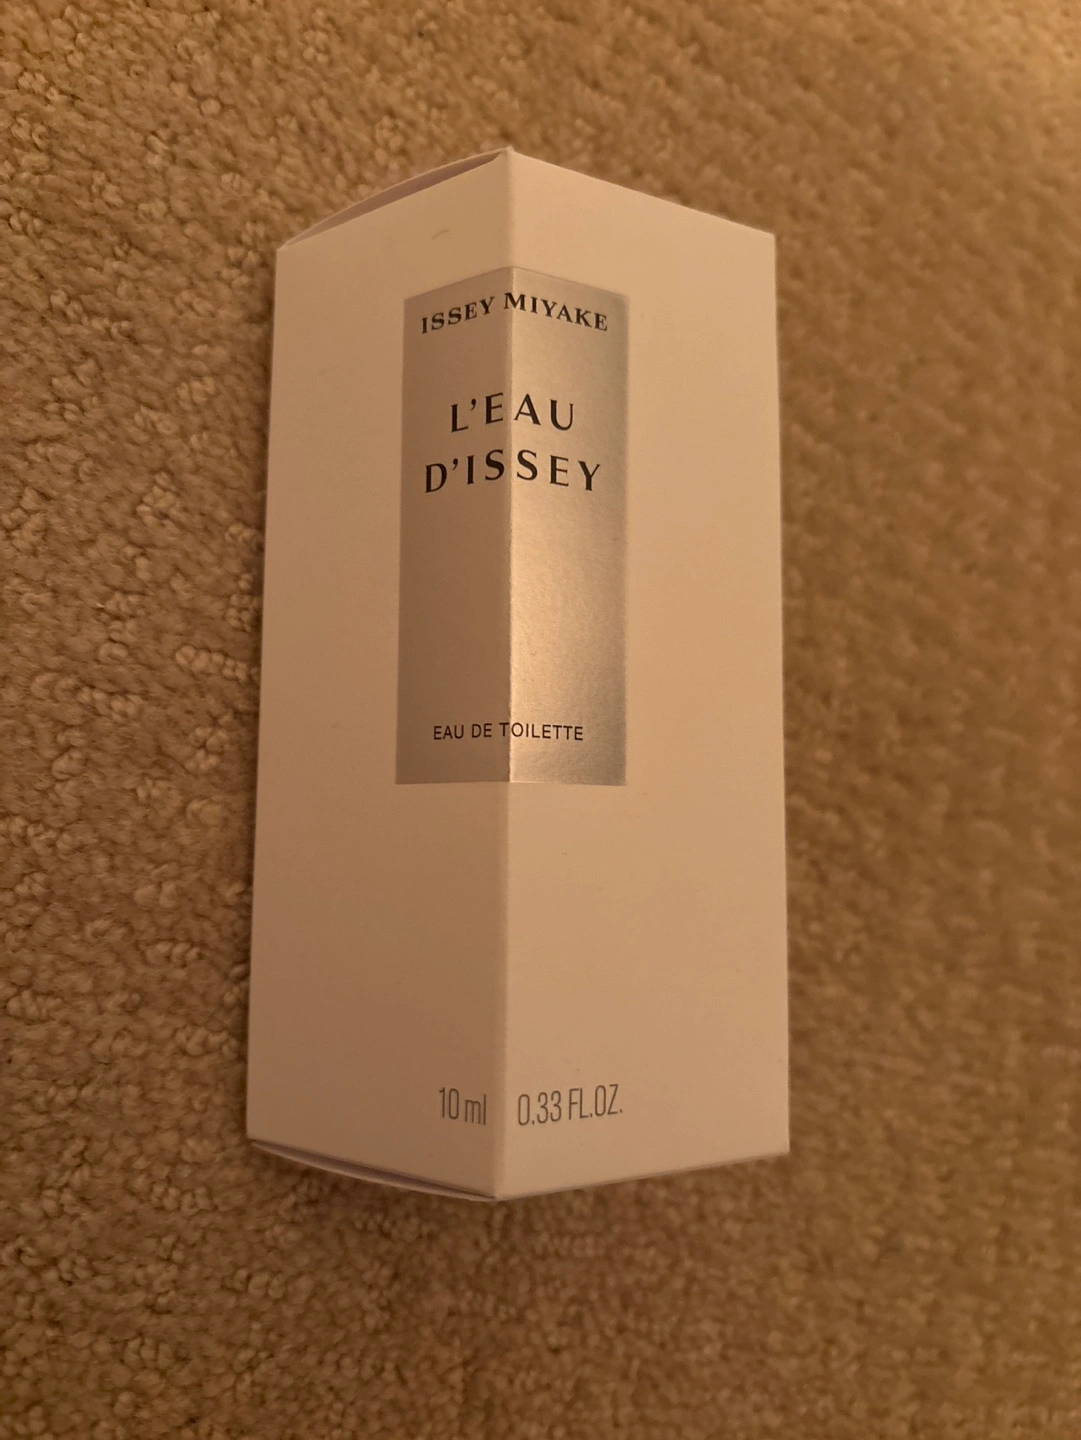 ISSEY MIYAKE
L'EAU
D'ISSEY
EAU DE TOILETTE
10 ml 0.33 FL.OZ.